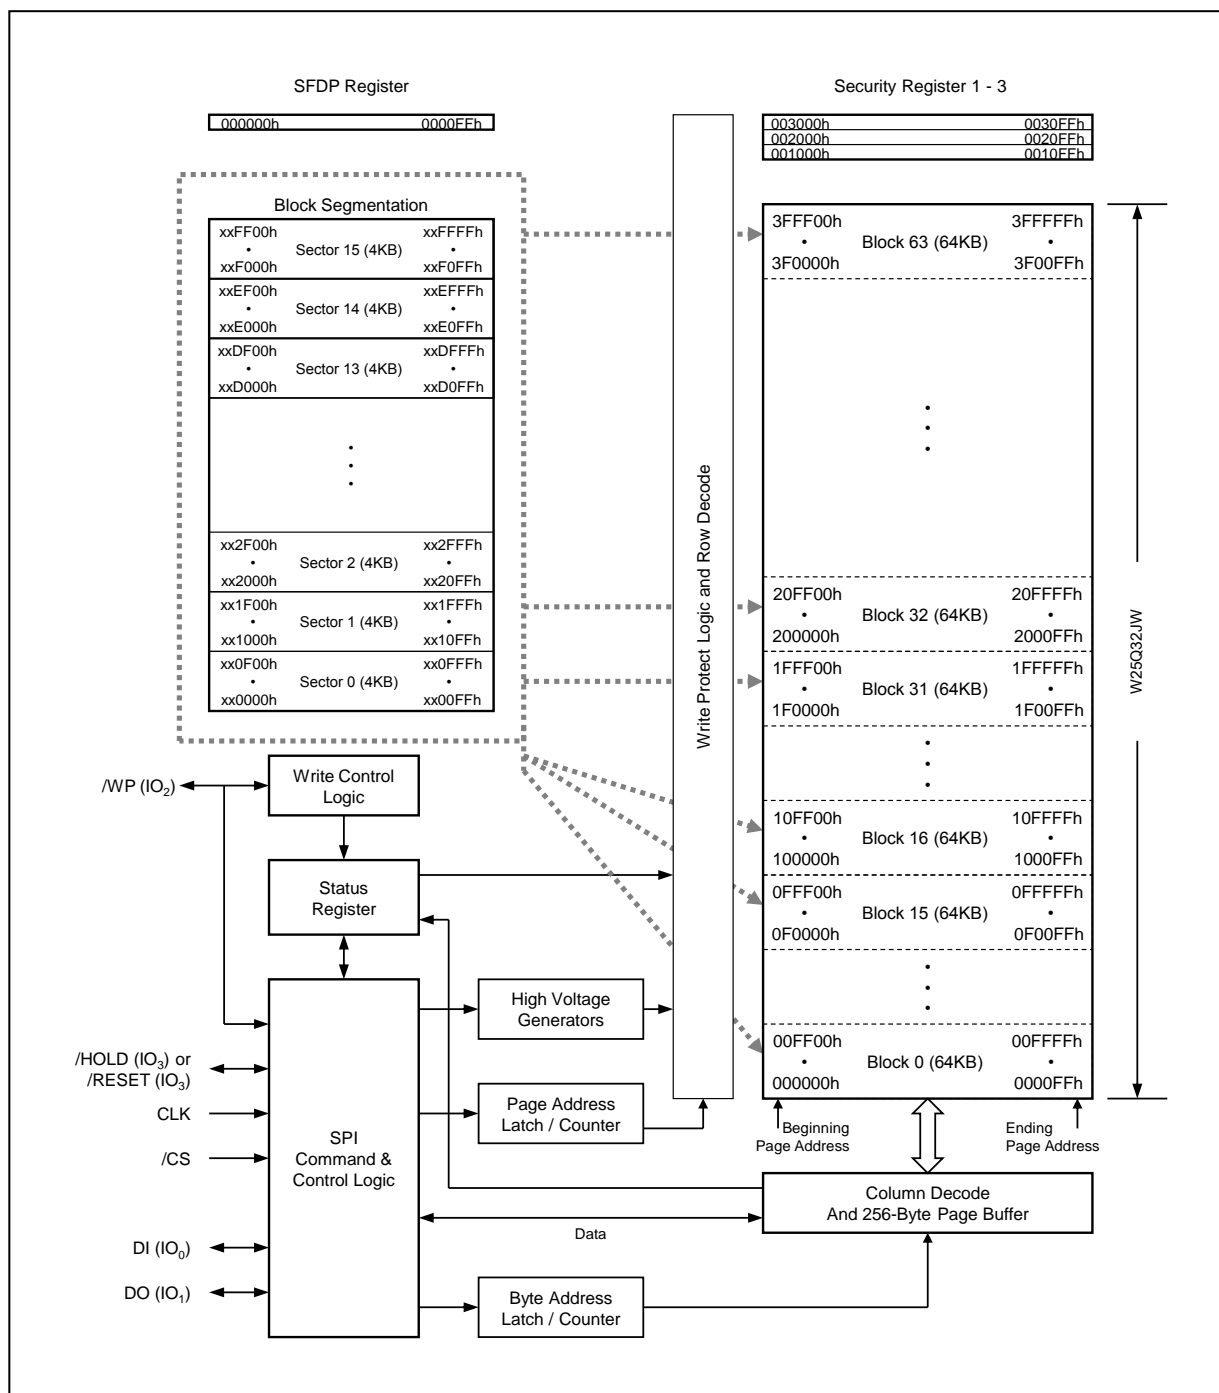 SFDP Register
000000h 0000FFh
Security Register 1 - 3
003000h 0030FFh
002000h 0020FFh
001000h 0010FFh
Block Segmentation
xxFF00h xxFFFFh
• Sector 15 (4KB) •
xxF000h xxF0FFh
xxEF00h xxEFFFh
• Sector 14 (4KB) •
xxE000h xxE0FFh
xxDF00h xxDFFFh
• Sector 13 (4KB) •
xxD000h xxD0FFh
xx2F00h xx2FFFh
• Sector 2 (4KB) •
xx2000h xx20FFh
xx1F00h xx1FFFh
• Sector 1 (4KB) •
xx1000h xx10FFh
xx0F00h xx0FFFh
• Sector 0 (4KB) •
xx0000h xx00FFh
Write Protect Logic and Row Decode
3FFF00h 3FFFFFh
• Block 63 (64KB) •
3F0000h 3F00FFh
20FF00h 20FFFFh
• Block 32 (64KB) •
200000h 2000FFh
1FFF00h 1FFFFFh
• Block 31 (64KB) •
1F0000h 1F00FFh
10FF00h 10FFFFh
• Block 16 (64KB) •
100000h 1000FFh
0FFF00h 0FFFFFh
• Block 15 (64KB) •
0F0000h 0F00FFh
00FF00h 00FFFFh
• Block 0 (64KB) •
000000h 0000FFh
W25Q32JW
Beginning
Page Address
Ending
Page Address
/WP (IO₂)
Write Control
Logic
Status
Register
High Voltage
Generators
/HOLD (IO₃) or
/RESET (IO₃)
CLK
/CS
DI (IO₀)
DO (IO₁)
SPI
Command &
Control Logic
Page Address
Latch / Counter
Column Decode
And 256-Byte Page Buffer
Data
Byte Address
Latch / Counter